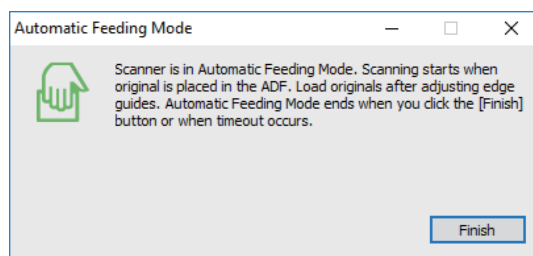 Automatic Feeding Mode
Scanner is in Automatic Feeding Mode. Scanning starts when
original is placed in the ADF. Load originals after adjusting edge
guides. Automatic Feeding Mode ends when you click the [Finish]
button or when timeout occurs.
Finish